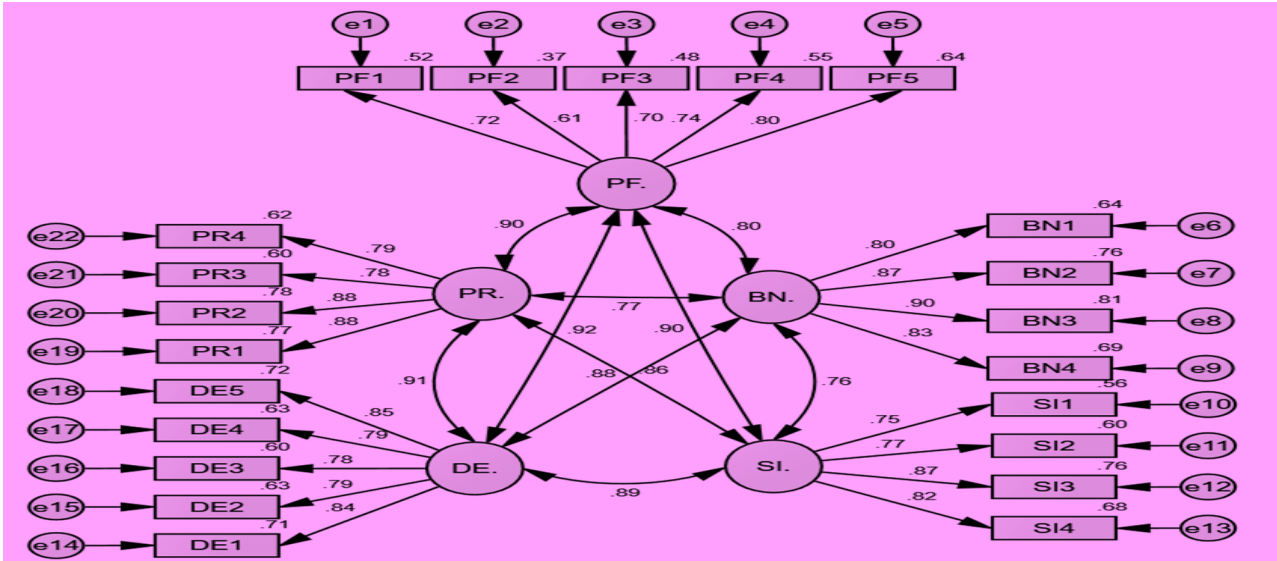 e1 e2 e3 e4 e5
.52 .37 .48 .55 .64
PF1 PF2 PF3 PF4 PF5
.72 .61 .70 .74 .80
PF.
.90 .80
.62
e22 PR4 .79
.60
e21 PR3 .78
.78
e20 PR2 .88
.77
e19 PR1 .88
PR.
.77
BN.
.64
.80 BN1 e6
.76
.87 BN2 e7
.81
.90 BN3 e8
.69
.83 BN4 e9
.92 .90
.91 .88 .86 .76
.72
e18 DE5 .85
.63
e17 DE4 .79
.60
e16 DE3 .78
.63
e15 DE2 .79
.71
e14 DE1 .84
DE.
.89
SI.
.56
.75 SI1 e10
.60
.77 SI2 e11
.76
.87 SI3 e12
.68
.82 SI4 e13